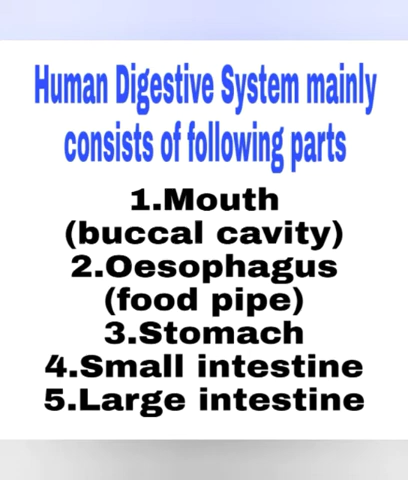 Human Digestive System mainly
consists of following parts
1.Mouth
(buccal cavity)
2.Oesophagus
(food pipe)
3.Stomach
4.Small intestine
5.Large intestine